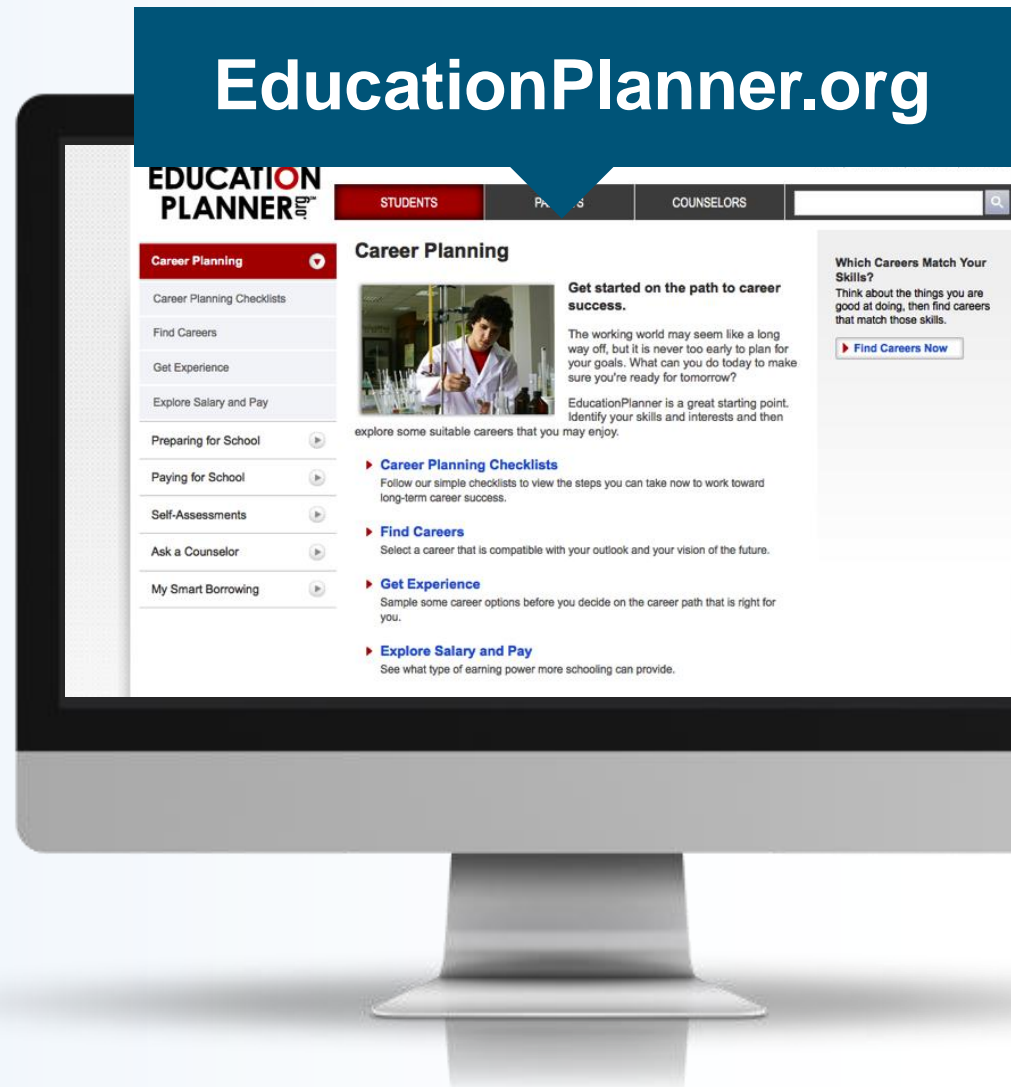 EducationPlanner.org
EDUCATION
PLANNER.org™
STUDENTS
COUNSELORS
Career Planning
Career Planning Checklists
Find Careers
Get Experience
Explore Salary and Pay
Preparing for School
Paying for School
Self-Assessments
Ask a Counselor
My Smart Borrowing
Career Planning
Get started on the path to career
success.
The working world may seem like a long
way off, but it is never too early to plan for
your goals. What can you do today to make
sure you're ready for tomorrow?
EducationPlanner is a great starting point.
Identify your skills and interests and then
explore some suitable careers that you may enjoy.
Career Planning Checklists
Follow our simple checklists to view the steps you can take now to work toward
long-term career success.
Find Careers
Select a career that is compatible with your outlook and your vision of the future.
Get Experience
Sample some career options before you decide on the career path that is right for
you.
Explore Salary and Pay
See what type of earning power more schooling can provide.
Which Careers Match Your
Skills?
Think about the things you are
good at doing, then find careers
that match those skills.
Find Careers Now